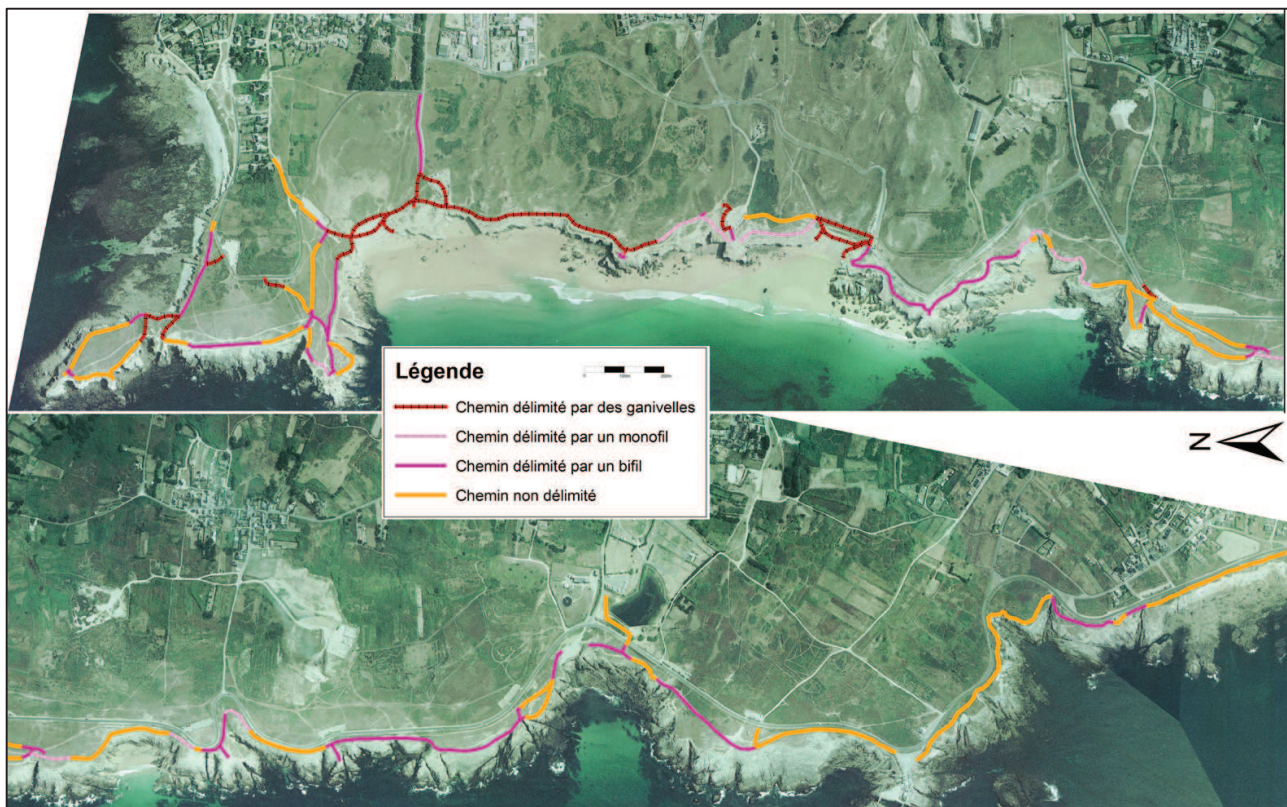 Légende
Chemin délimité par des ganivelles
Chemin délimité par un monofil
Chemin délimité par un bifil
Chemin non délimité
N